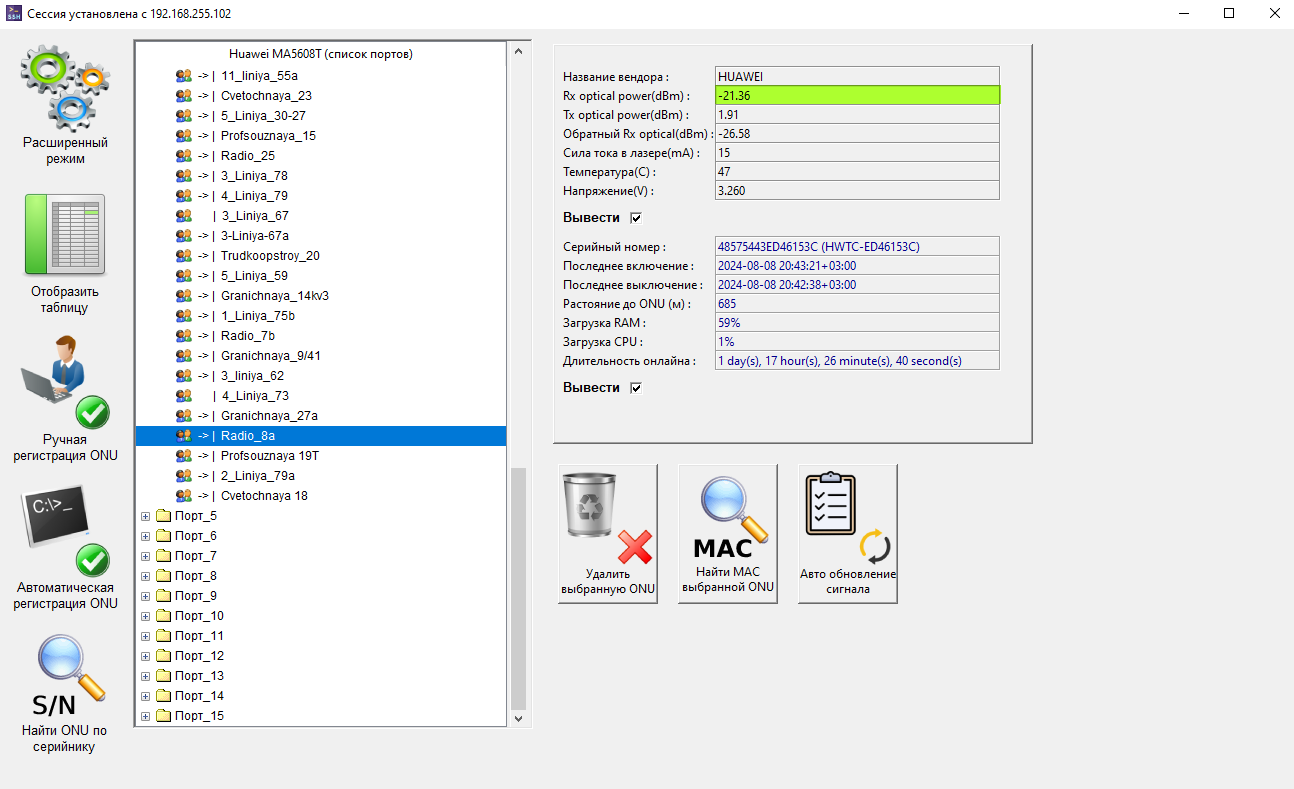 Сессия установлена с 192.168.255.102
Расширенный
режим
Отобразить
таблицу
Ручная
регистрация ONU
C:\>_
Автоматическая
регистрация ONU
S/N
Найти ONU по
серийнику
Huawei MA5608T (список портов)
-> | 11_liniya_55a
-> | Cvetochnaya_23
-> | 5_Liniya_30-27
-> | Profsouznaya_15
-> | Radio_25
-> | 3_Liniya_78
-> | 4_Liniya_79
| 3_Liniya_67
-> | 3-Liniya-67a
-> | Trudkoopstroy_20
-> | 5_Liniya_59
-> | Granichnaya_14kv3
-> | 1_Liniya_75b
-> | Radio_7b
-> | Granichnaya_9/41
-> | 3_liniya_62
| 4_Liniya_73
-> | Granichnaya_27a
-> | Radio_8a
-> | Profsouznaya 19T
-> | 2_Liniya_79a
-> | Cvetochnaya 18
Порт_5
Порт_6
Порт_7
Порт_8
Порт_9
Порт_10
Порт_11
Порт_12
Порт_13
Порт_14
Порт_15
Название вендора : HUAWEI
Rx optical power(dBm) : -21.36
Tx optical power(dBm) : 1.91
Обратный Rx optical(dBm) : -26.58
Сила тока в лазере(mA) : 15
Температура(C) : 47
Напряжение(V) : 3.260
Вывести
Серийный номер : 48575443ED46153C (HWTC-ED46153C)
Последнее включение : 2024-08-08 20:43:21+03:00
Последнее выключение : 2024-08-08 20:42:38+03:00
Растояние до ONU (м) : 685
Загрузка RAM : 59%
Загрузка CPU : 1%
Длительность онлайна : 1 day(s), 17 hour(s), 26 minute(s), 40 second(s)
Вывести
Удалить
выбранную ONU
MAC
Найти MAC
выбранной ONU
Авто обновление
сигнала